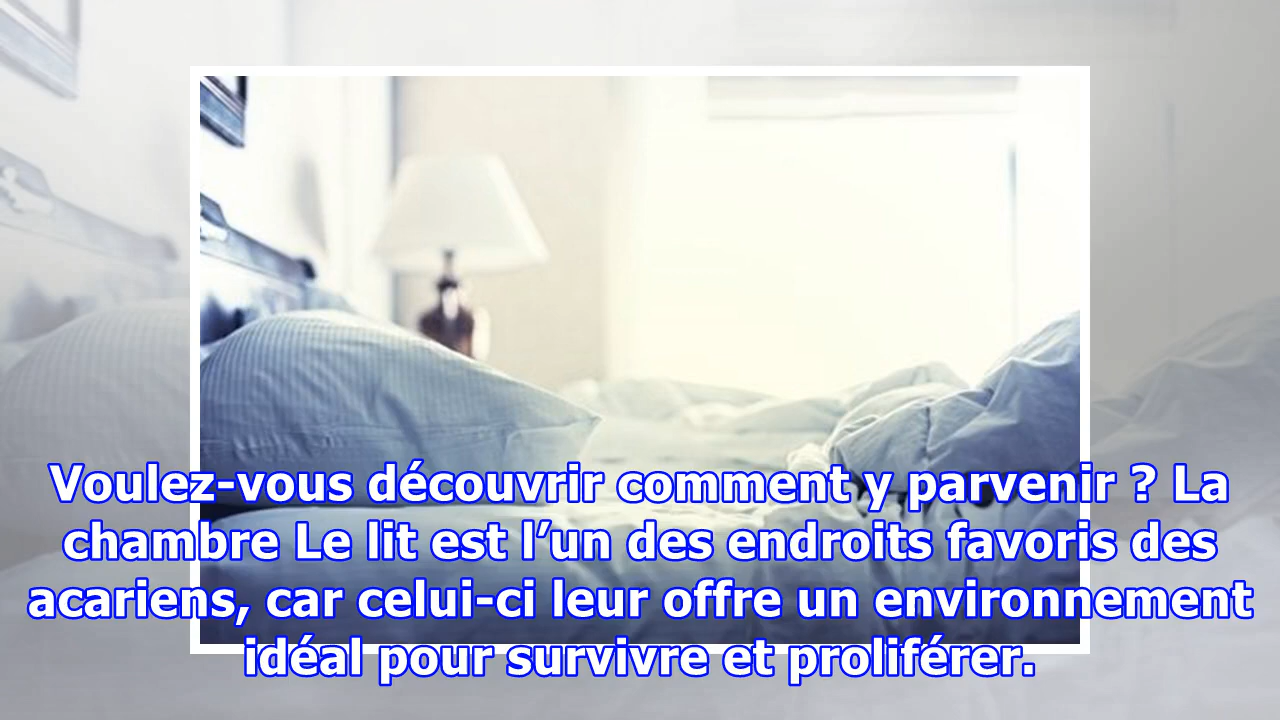 Voulez-vous découvrir comment y parvenir ? La
chambre Le lit est l’un des endroits favoris des
acariens, car celui-ci leur offre un environnement
idéal pour survivre et proliférer.